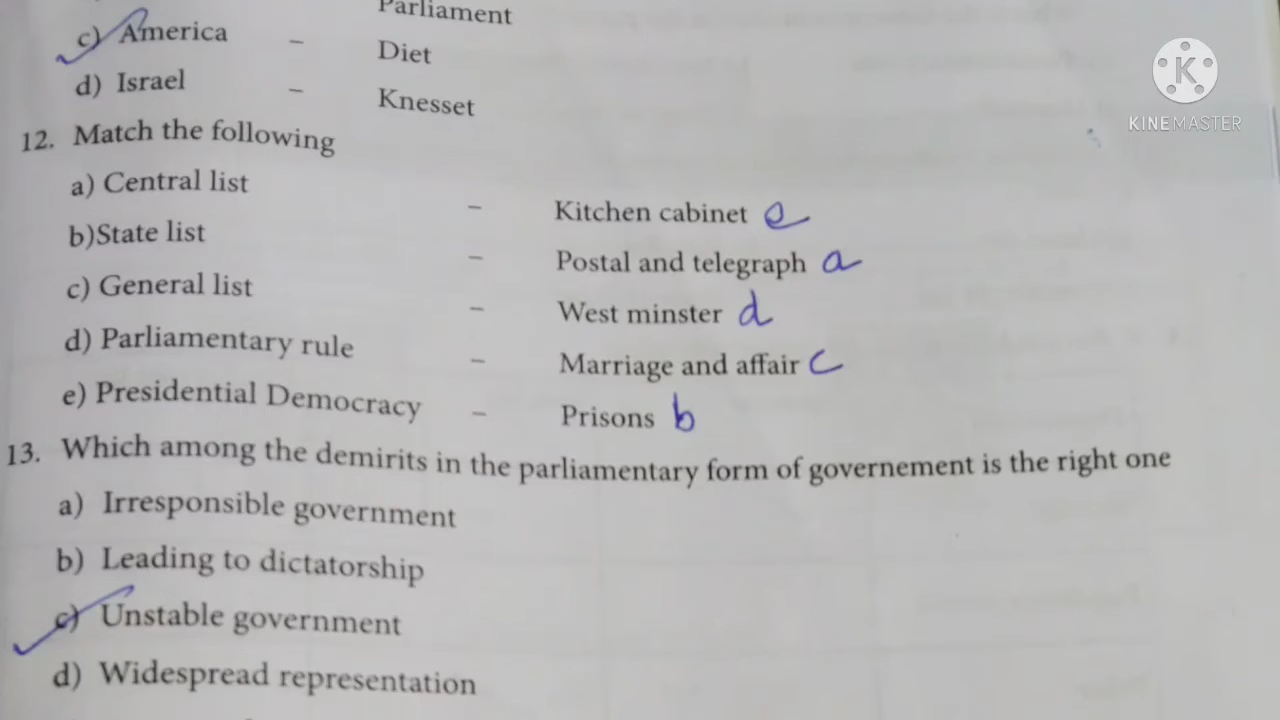 Parliament
c) America – Diet
d) Israel – Knesset
12. Match the following
a) Central list – Kitchen cabinet e
b)State list – Postal and telegraph a
c) General list – West minster d
d) Parliamentary rule – Marriage and affair c
e) Presidential Democracy – Prisons b
13. Which among the demirits in the parliamentary form of governement is the right one
a) Irresponsible government
b) Leading to dictatorship
c) Unstable government
d) Widespread representation
K
KINEMASTER